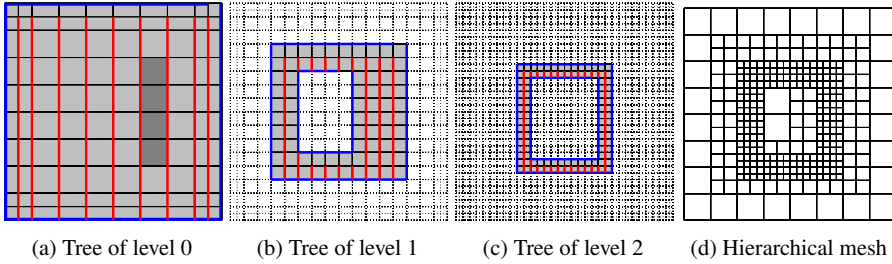 (a) Tree of level 0
(b) Tree of level 1
(c) Tree of level 2
(d) Hierarchical mesh